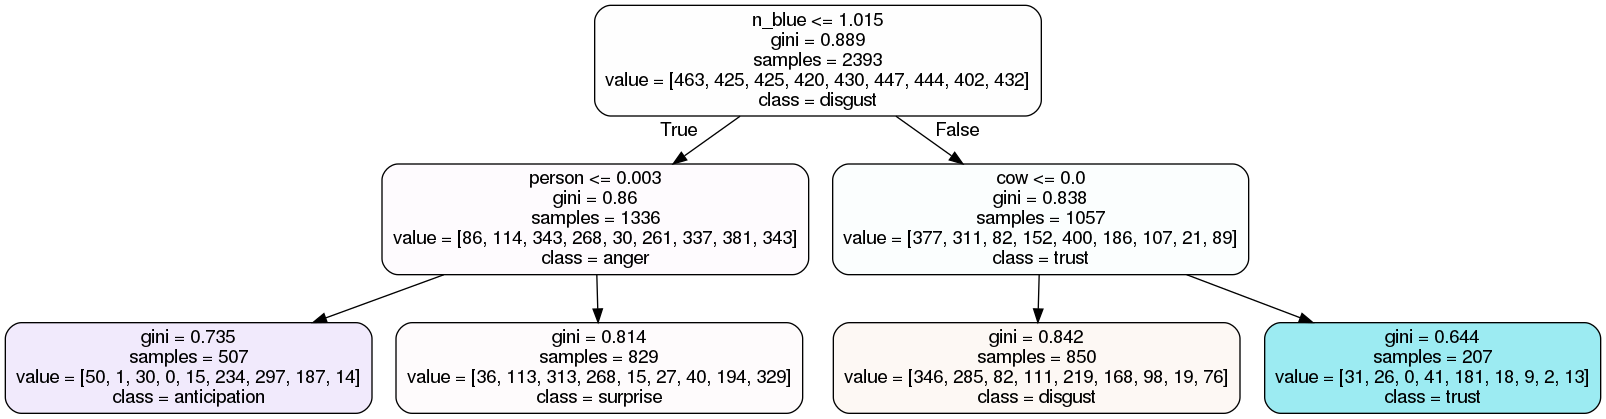 n_blue <= 1.015
gini = 0.889
samples = 2393
value = [463, 425, 425, 420, 430, 447, 444, 402, 432]
class = disgust
True
False
person <= 0.003
gini = 0.86
samples = 1336
value = [86, 114, 343, 268, 30, 261, 337, 381, 343]
class = anger
cow <= 0.0
gini = 0.838
samples = 1057
value = [377, 311, 82, 152, 400, 186, 107, 21, 89]
class = trust
gini = 0.735
samples = 507
value = [50, 1, 30, 0, 15, 234, 297, 187, 14]
class = anticipation
gini = 0.814
samples = 829
value = [36, 113, 313, 268, 15, 27, 40, 194, 329]
class = surprise
gini = 0.842
samples = 850
value = [346, 285, 82, 111, 219, 168, 98, 19, 76]
class = disgust
gini = 0.644
samples = 207
value = [31, 26, 0, 41, 181, 18, 9, 2, 13]
class = trust